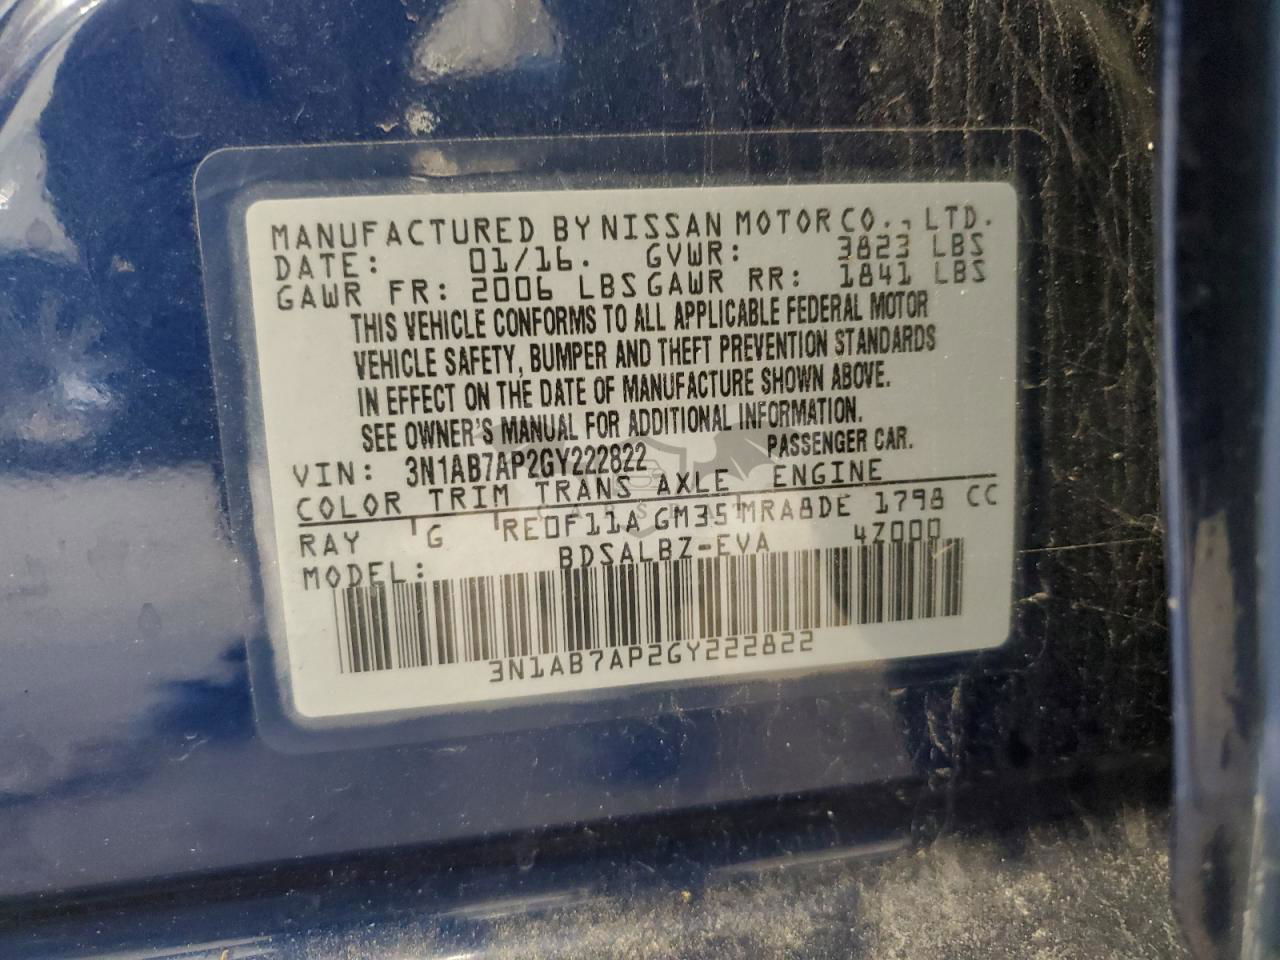 MANUFACTURED BY NISSAN MOTOR CO., LTD.
DATE: 01/16. GVWR: 3823 LBS
GAWR FR: 2006 LBS GAWR RR: 1841 LBS
THIS VEHICLE CONFORMS TO ALL APPLICABLE FEDERAL MOTOR
VEHICLE SAFETY, BUMPER AND THEFT PREVENTION STANDARDS
IN EFFECT ON THE DATE OF MANUFACTURE SHOWN ABOVE.
SEE OWNER'S MANUAL FOR ADDITIONAL INFORMATION.
PASSENGER CAR.
VIN: 3N1AB7AP2GY222822
COLOR TRIM TRANS AXLE ENGINE
RAY G RE0F11A GM35 MRA8DE 1798 CC
MODEL: BDSALBZ-EVA 4Z000
3N1AB7AP2GY222822